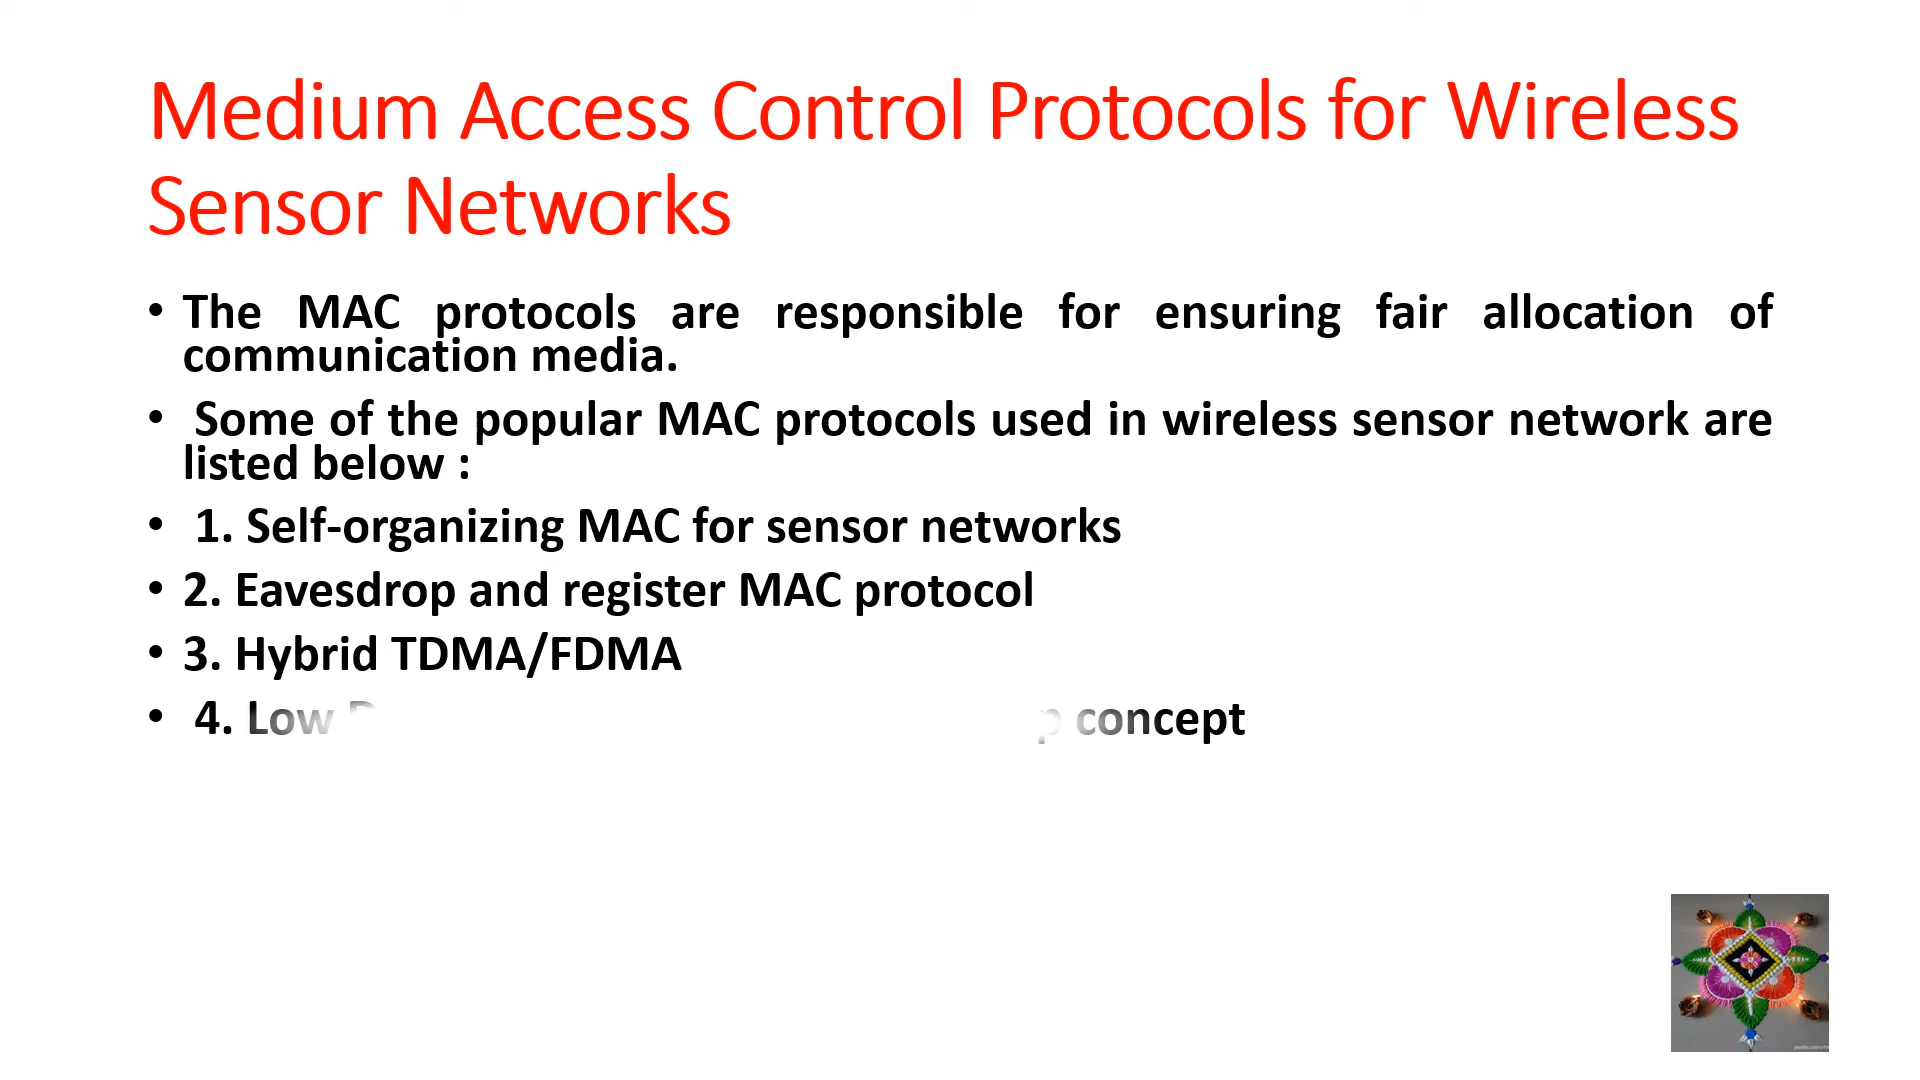 Medium Access Control Protocols for Wireless
Sensor Networks
• The MAC protocols are responsible for ensuring fair allocation of
communication media.
• Some of the popular MAC protocols used in wireless sensor network are
listed below :
• 1. Self-organizing MAC for sensor networks
• 2. Eavesdrop and register MAC protocol
• 3. Hybrid TDMA/FDMA
• 4. Low concept